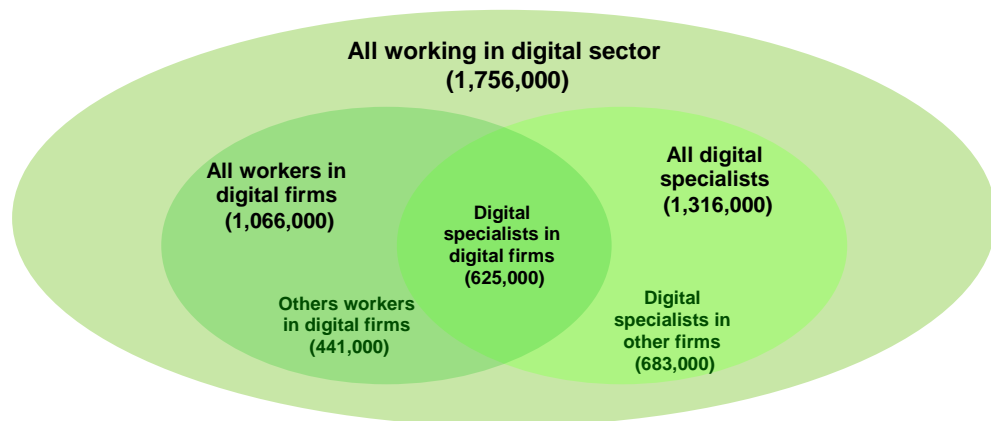 All working in digital sector
(1,756,000)
All workers in
digital firms
(1,066,000)
All digital
specialists
(1,316,000)
Digital
specialists in
digital firms
(625,000)
Others workers
in digital firms
(441,000)
Digital
specialists in
other firms
(683,000)